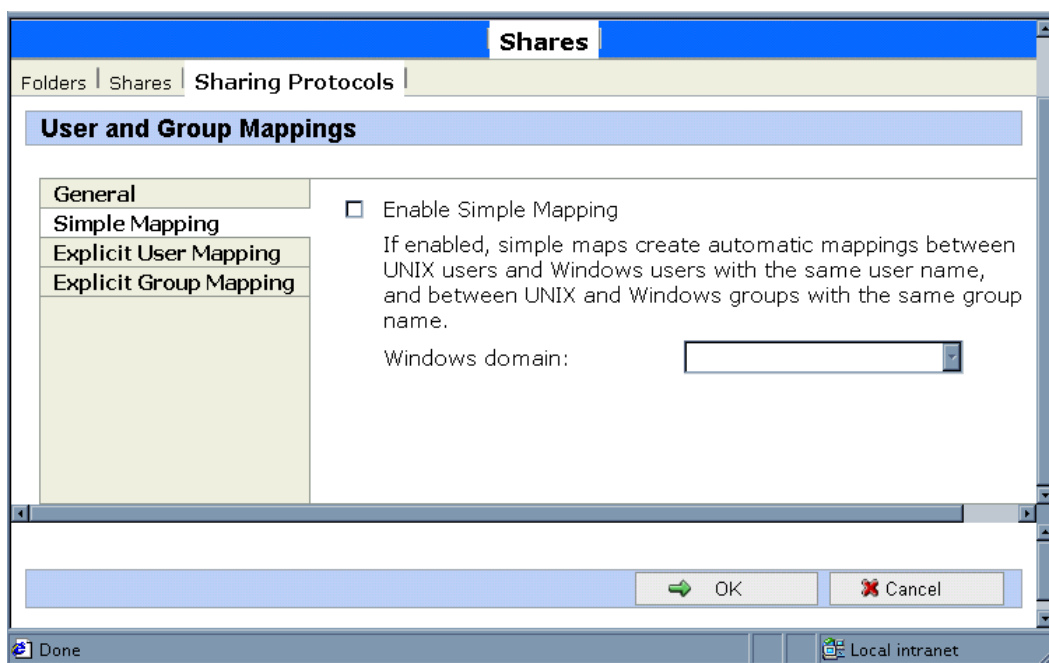 Shares
Folders Shares Sharing Protocols
User and Group Mappings
General
Simple Mapping
Explicit User Mapping
Explicit Group Mapping
Enable Simple Mapping
If enabled, simple maps create automatic mappings between
UNIX users and Windows users with the same user name,
and between UNIX and Windows groups with the same group
name.
Windows domain:
OK Cancel
Done Local intranet